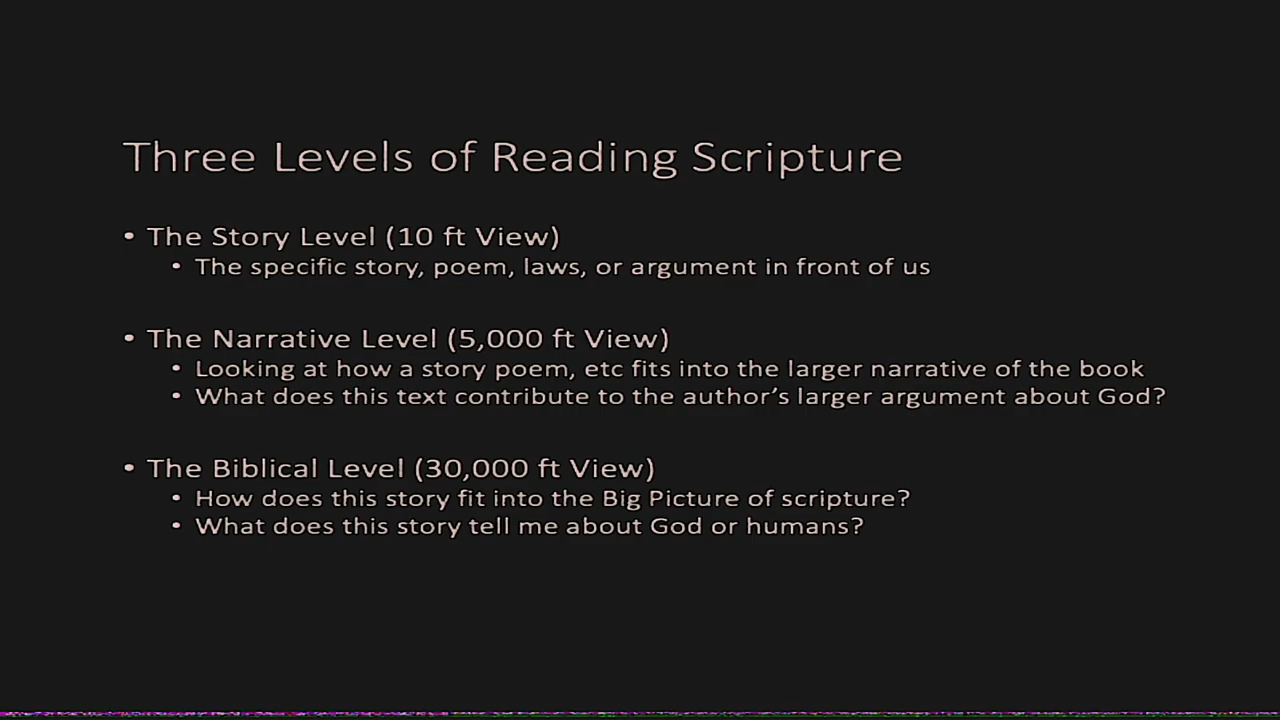 Three Levels of Reading Scripture
• The Story Level (10 ft View)
• The specific story, poem, laws, or argument in front of us
• The Narrative Level (5,000 ft View)
• Looking at how a story poem, etc fits into the larger narrative of the book
• What does this text contribute to the author’s larger argument about God?
• The Biblical Level (30,000 ft View)
• How does this story fit into the Big Picture of scripture?
• What does this story tell me about God or humans?